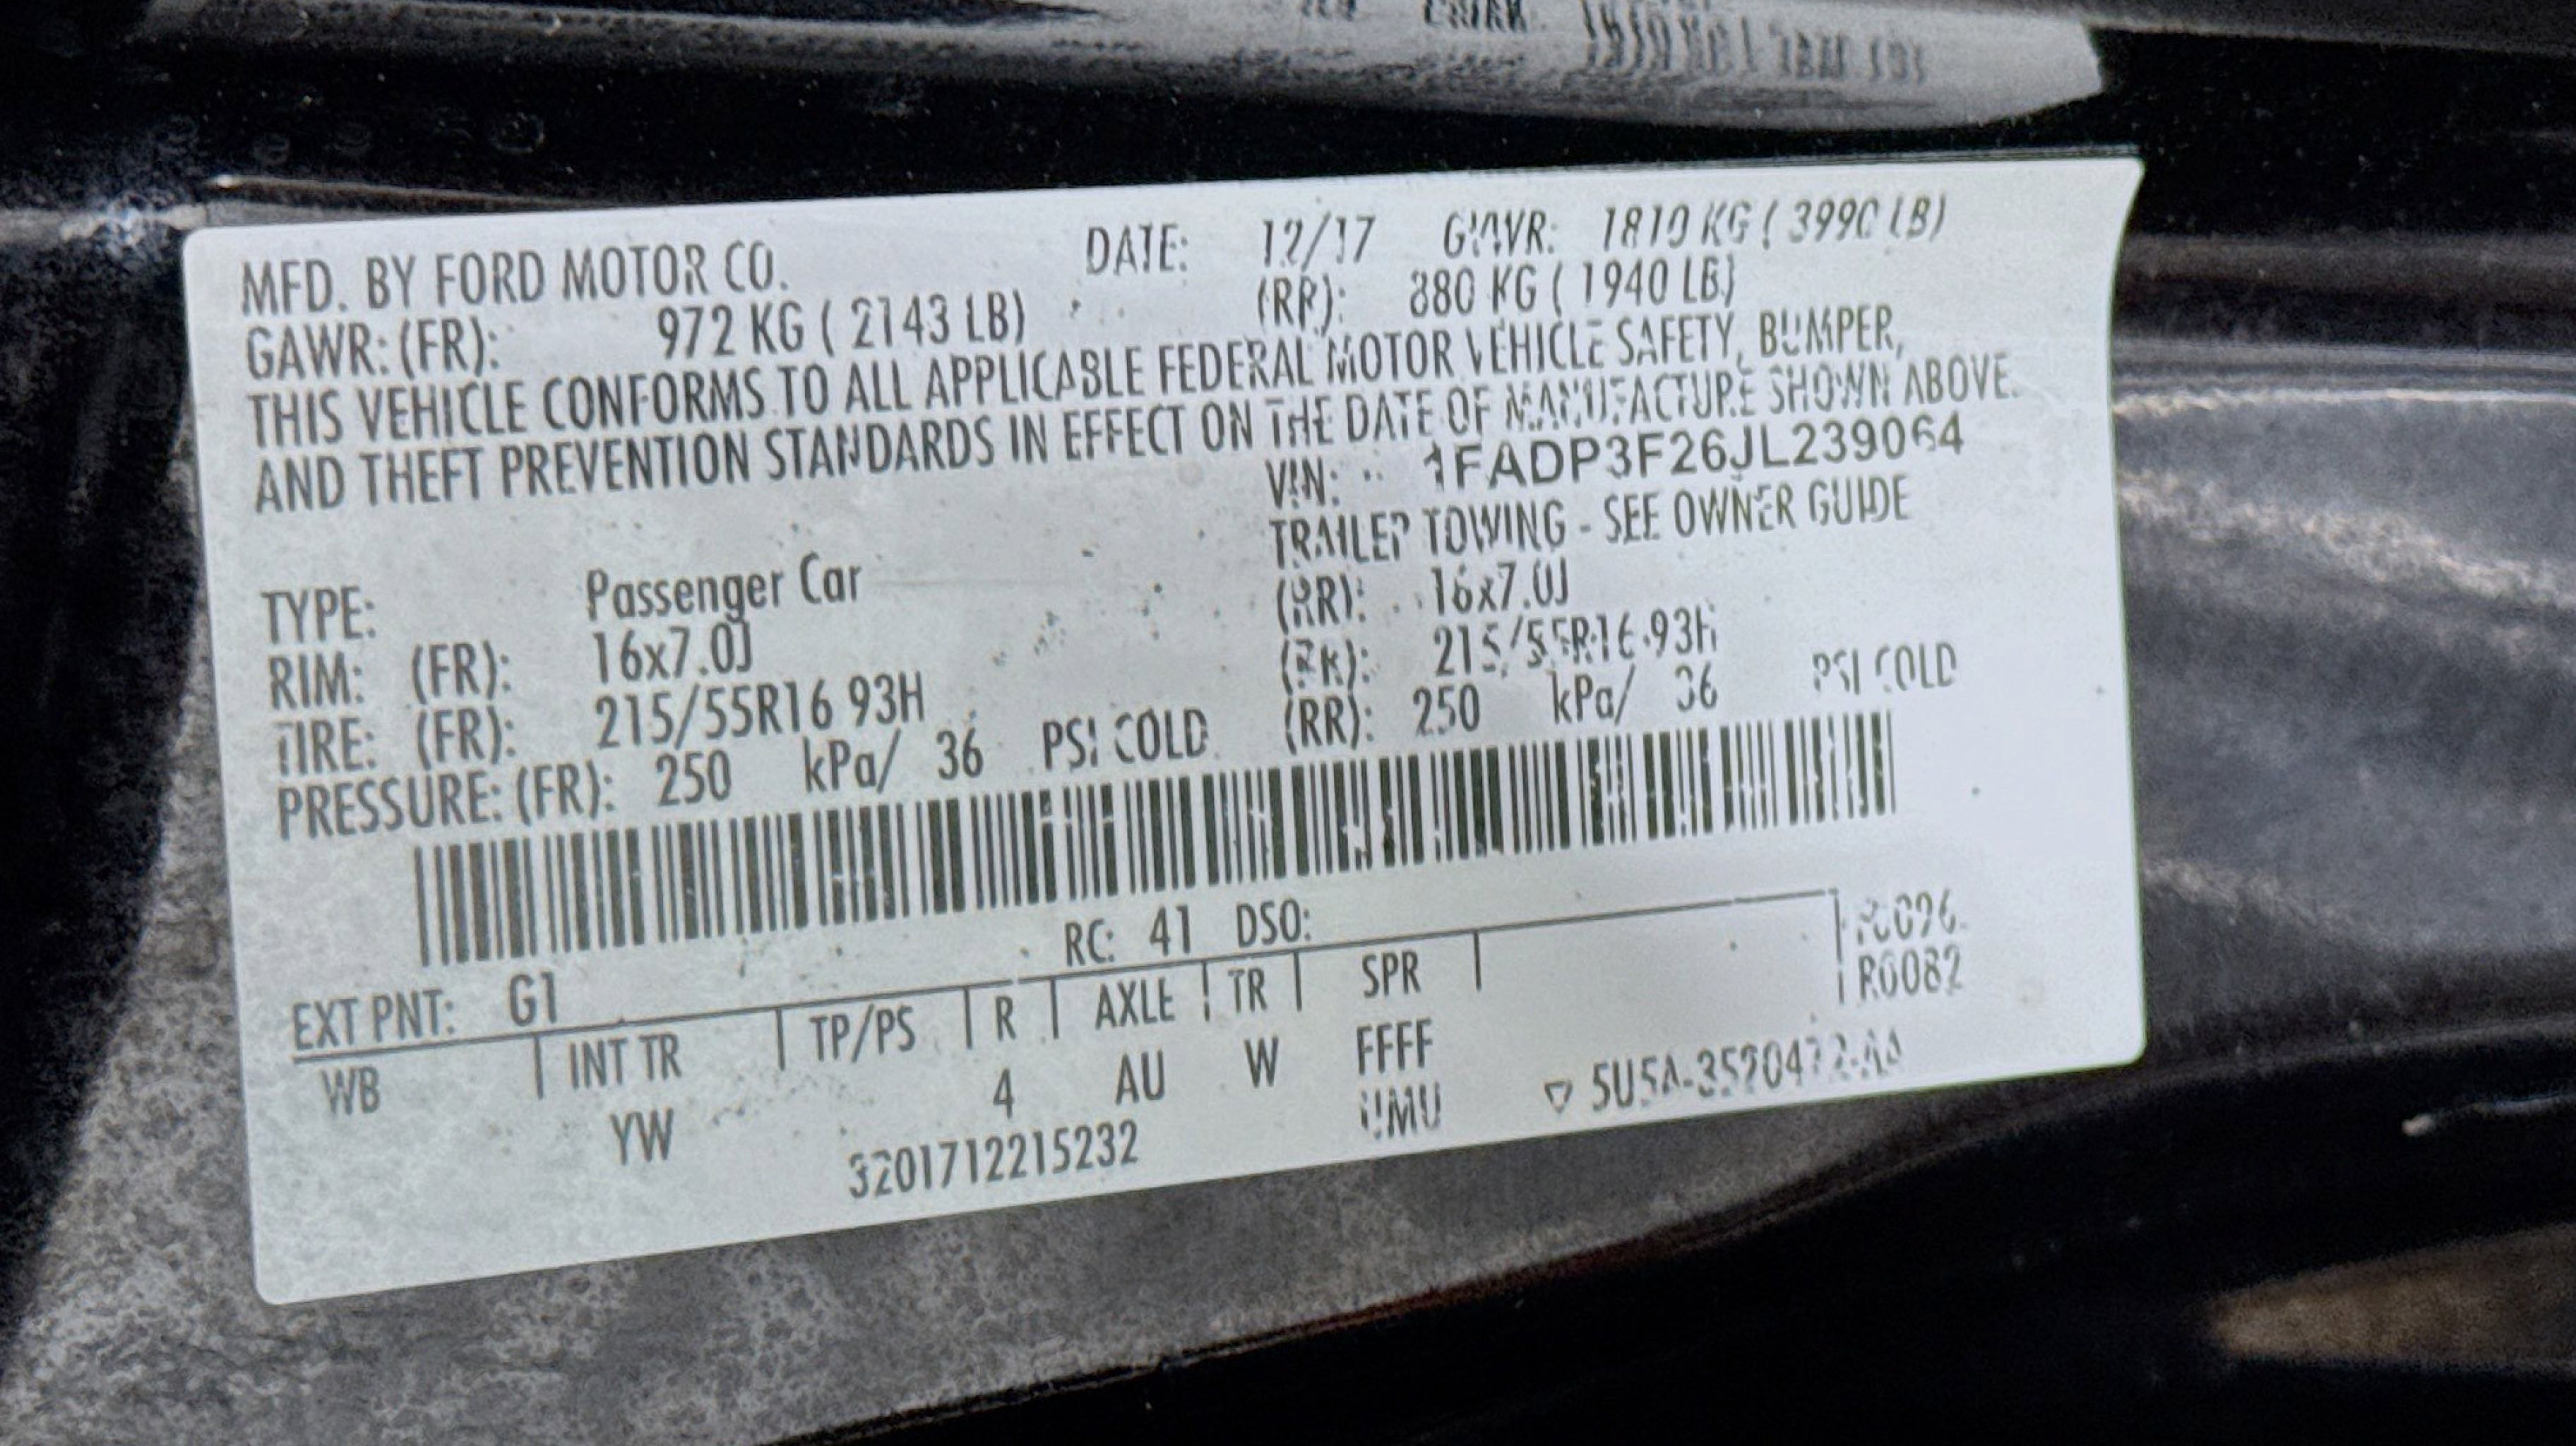 MFD. BY FORD MOTOR CO. DATE: 12/17 GVWR: 1810 KG ( 3990 LB)
GAWR: (FR): 972 KG ( 2143 LB) (RR): 880 KG ( 1940 LB)
THIS VEHICLE CONFORMS TO ALL APPLICABLE FEDERAL MOTOR VEHICLE SAFETY, BUMPER,
AND THEFT PREVENTION STANDARDS IN EFFECT ON THE DATE OF MANUFACTURE SHOWN ABOVE.
VIN: 1FADP3F26JL239064
TRAILER TOWING - SEE OWNER GUIDE
TYPE: Passenger Car
RIM: (FR): 16x7.0J (RR): 16x7.0J
TIRE: (FR): 215/55R16 93H (RR): 215/55R16 93H
PRESSURE: (FR): 250 kPa/ 36 PSI COLD (RR): 250 kPa/ 36 PSI COLD
RC: 41 DSO:
EXT PNT: G1
WB INT TR TP/PS R AXLE TR SPR R0082
YW 4 AU W FFFF
3201712215232 UMU